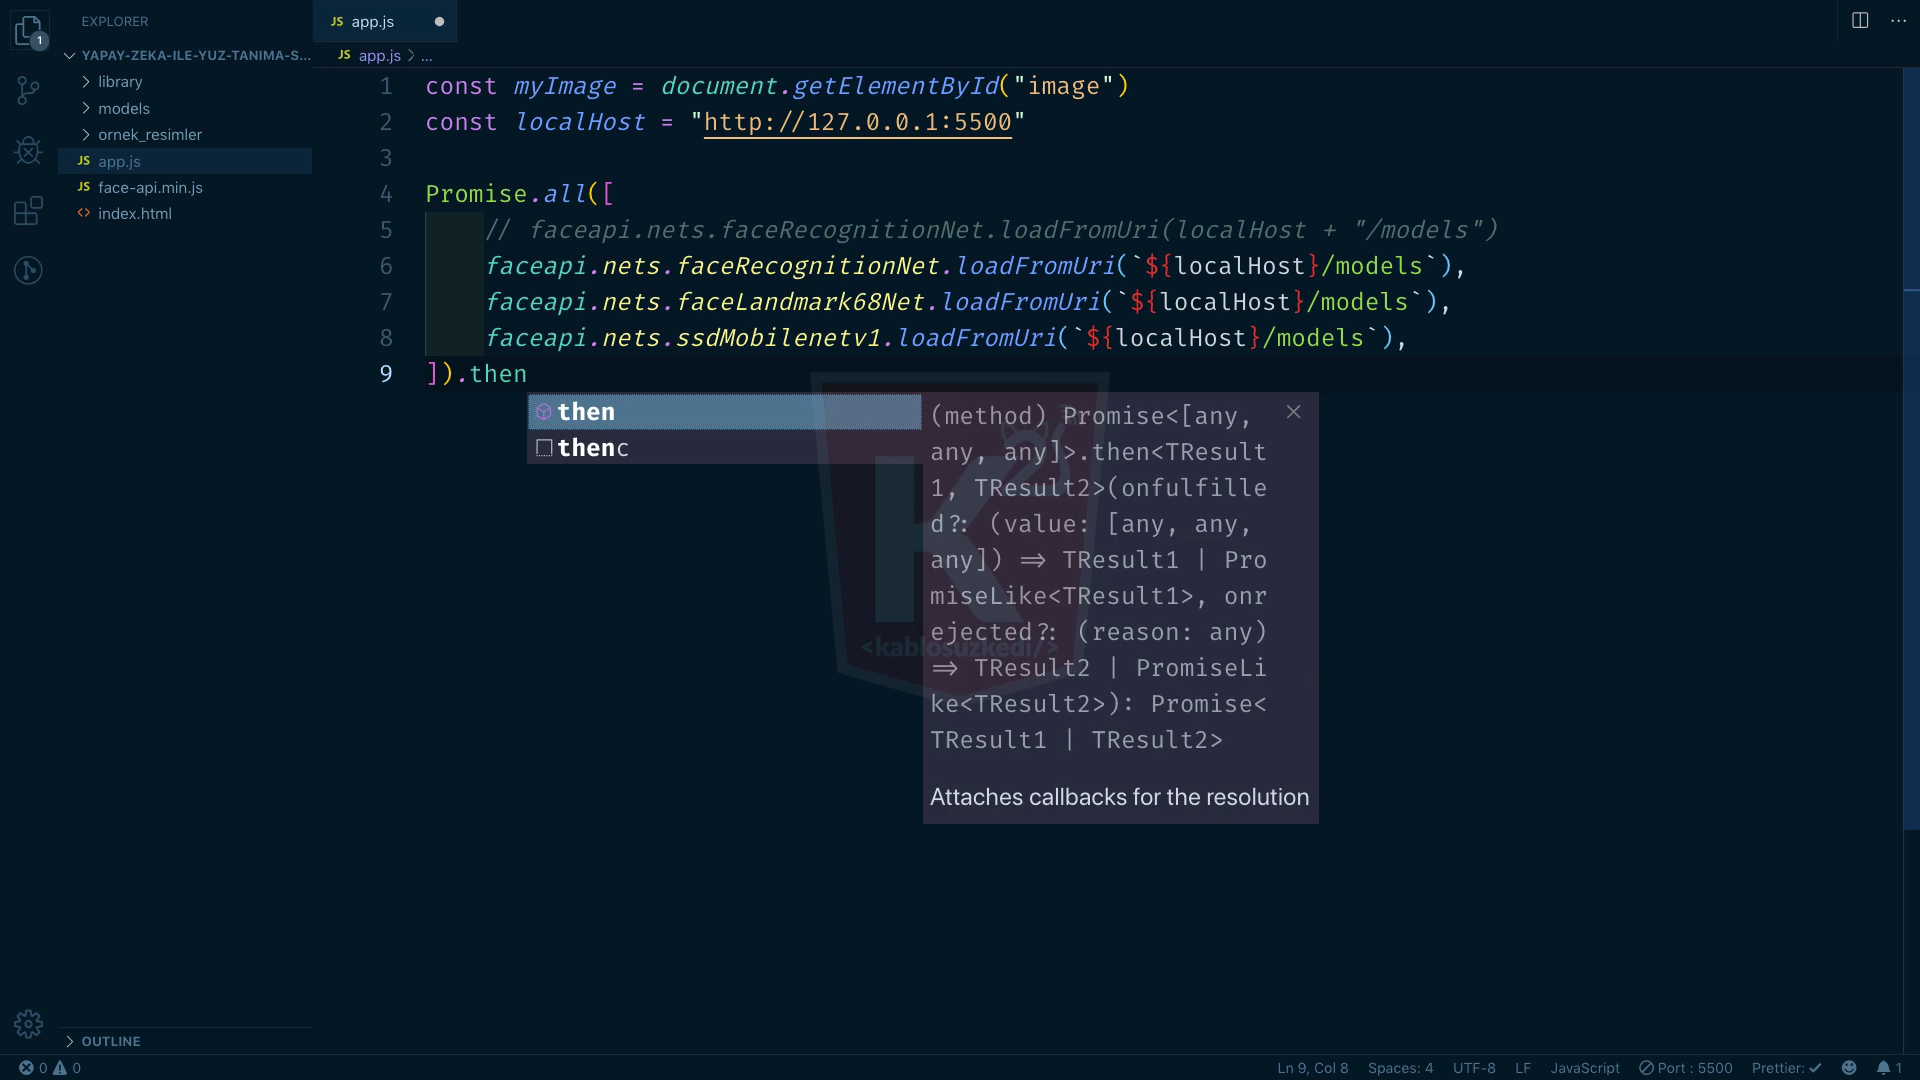 1
EXPLORER
YAPAY-ZEKA-ILE-YUZ-TANIMA-S...
library
models
ornek_resimler
JS app.js
JS face-api.min.js
<> index.html
OUTLINE
JS app.js
JS app.js > ...
1 const myImage = document.getElementById("image")
2 const localHost = "http://127.0.0.1:5500"
3
4 Promise.all([
5 // faceapi.nets.faceRecognitionNet.loadFromUri(localHost + "/models")
6 faceapi.nets.faceRecognitionNet.loadFromUri(`${localHost}/models`),
7 faceapi.nets.faceLandmark68Net.loadFromUri(`${localHost}/models`),
8 faceapi.nets.ssdMobilenetv1.loadFromUri(`${localHost}/models`),
9 ]).then
then
thenc
(method) Promise<[any,
any, any]>.then<TResult
1, TResult2>(onfulfille
d?: (value: [any, any,
any]) => TResult1 | Pro
miseLike<TResult1>, onr
ejected?: (reason: any)
=> TResult2 | PromiseLi
ke<TResult2>): Promise<
TResult1 | TResult2>
Attaches callbacks for the resolution
K2
<kablosuzkedi/>
0 0
Ln 9, Col 8 Spaces: 4 UTF-8 LF JavaScript Port : 5500 Prettier: ✓ 1